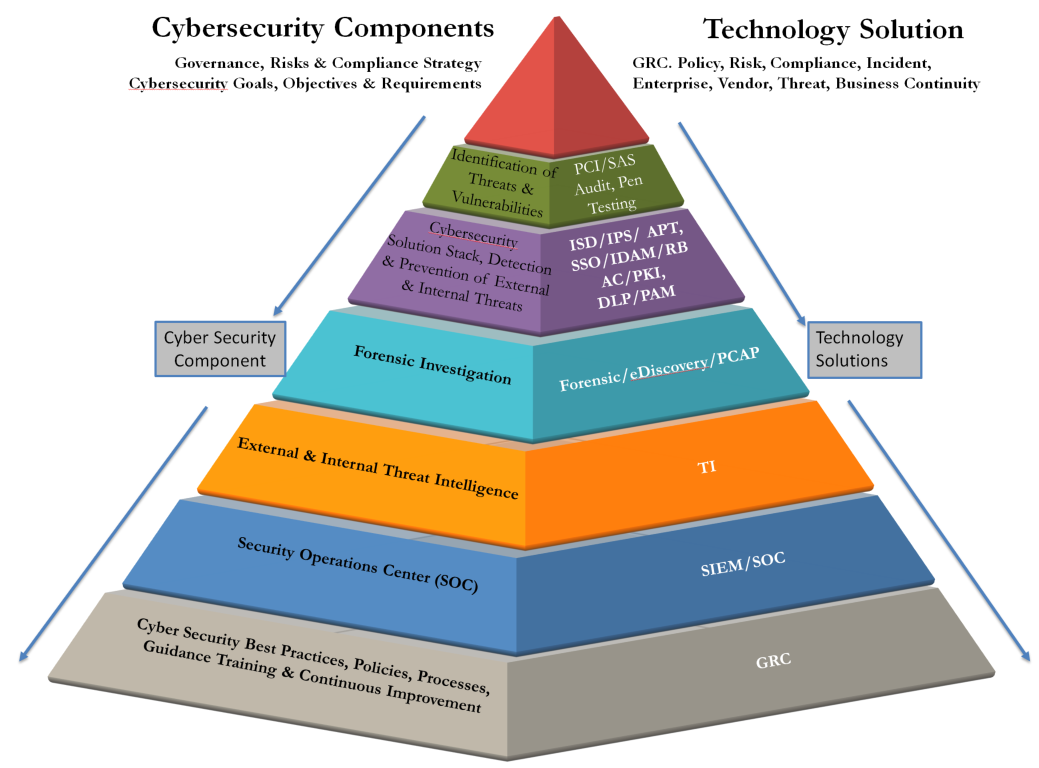 Cybersecurity Components
Technology Solution
Governance, Risks & Compliance Strategy
Cybersecurity Goals, Objectives & Requirements
GRC. Policy, Risk, Compliance, Incident,
Enterprise, Vendor, Threat, Business Continuity
Identification of
Threats &
Vulnerabilities
PCI/SAS
Audit, Pen
Testing
Cybersecurity
Solution Stack, Detection
& Prevention of External
& Internal Threats
ISD/IPS/ APT,
SSO/IDAM/RB
AC/PKI,
DLP/PAM
Cyber Security
Component
Technology
Solutions
Forensic Investigation
Forensic/eDiscovery/PCAP
External & Internal Threat Intelligence
TI
Security Operations Center (SOC)
SIEM/SOC
Cyber Security Best Practices, Policies, Processes,
Guidance Training & Continuous Improvement
GRC